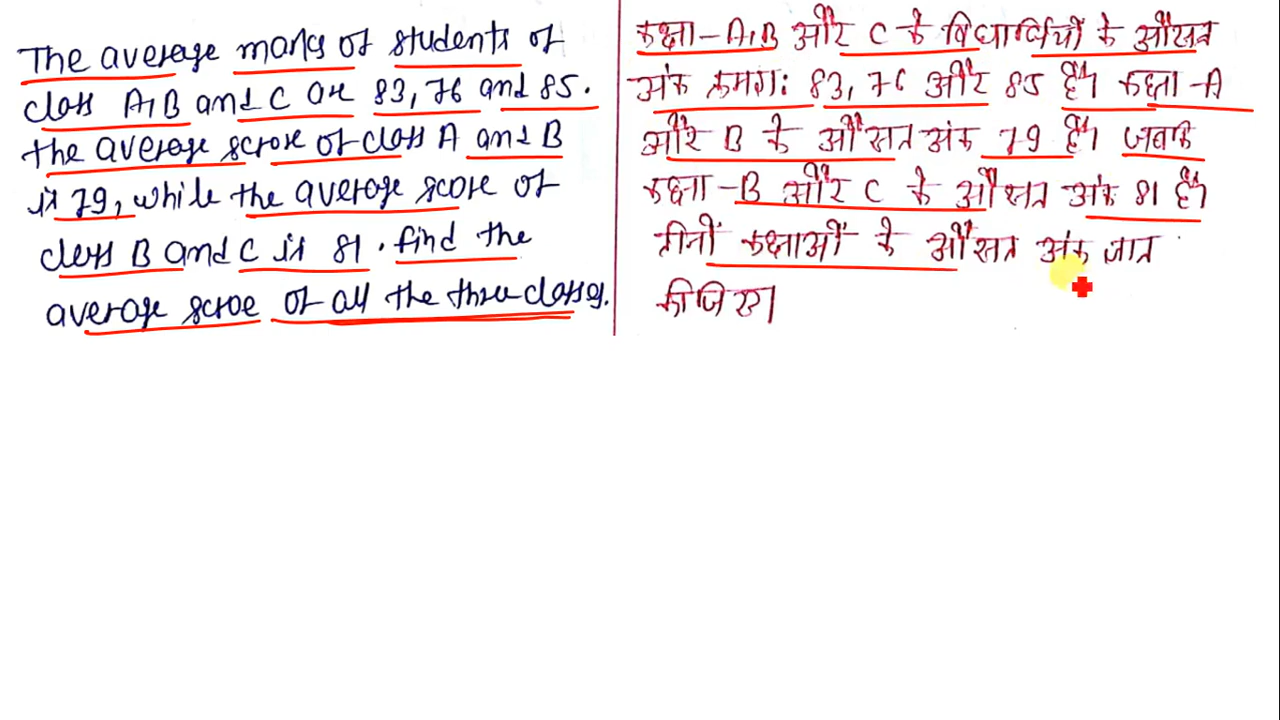 The average marks of students of
class A,B and C are 83, 76 and 85.
the average scrose of class A and B
is 79, while the average score of
class B and C is 81. find the
average scroe of all the three classes.
कक्षा-A,B और C के विधार्थियों के औसत
अंक क्रमश: 83, 76 और 85 हैं। कक्षा -A
और B के औसत अंक 79 हैं। जबकि
कक्षा -B और C के औसत अंक 81 हैं।
तीनों कक्षाओं के औसत अंक ज्ञात
कीजिए।